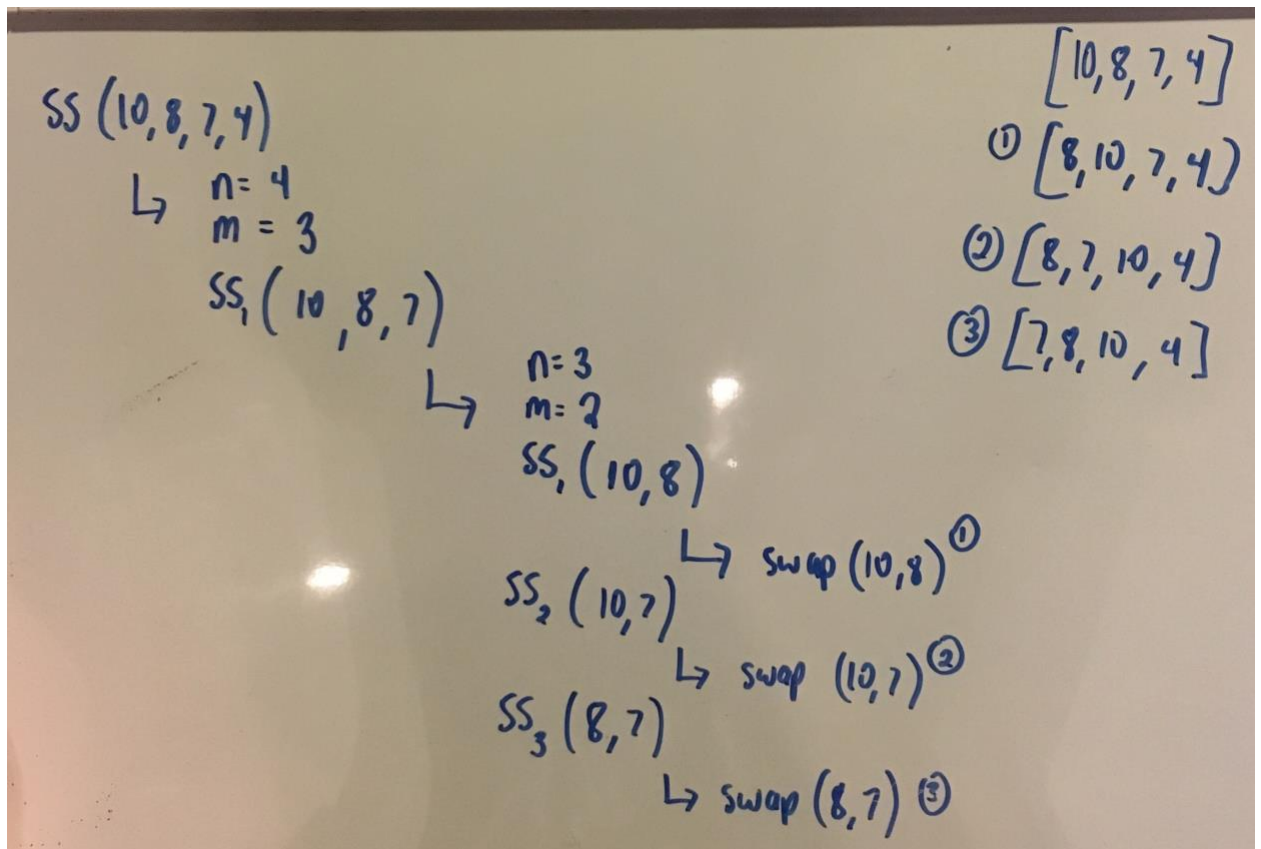 SS (10,8,7,4)
↳ n= 4
m = 3
SS₁ (10,8,7)
↳ n= 3
m= 2
SS₁ (10,8)
↳ swap (10,8) ①
SS₂ (10,7)
↳ swap (10,7) ②
SS₃ (8,7)
↳ swap (8,7) ③
[10,8,7,4]
① [8,10,7,4]
② [8,7,10,4]
③ [7,8,10,4]